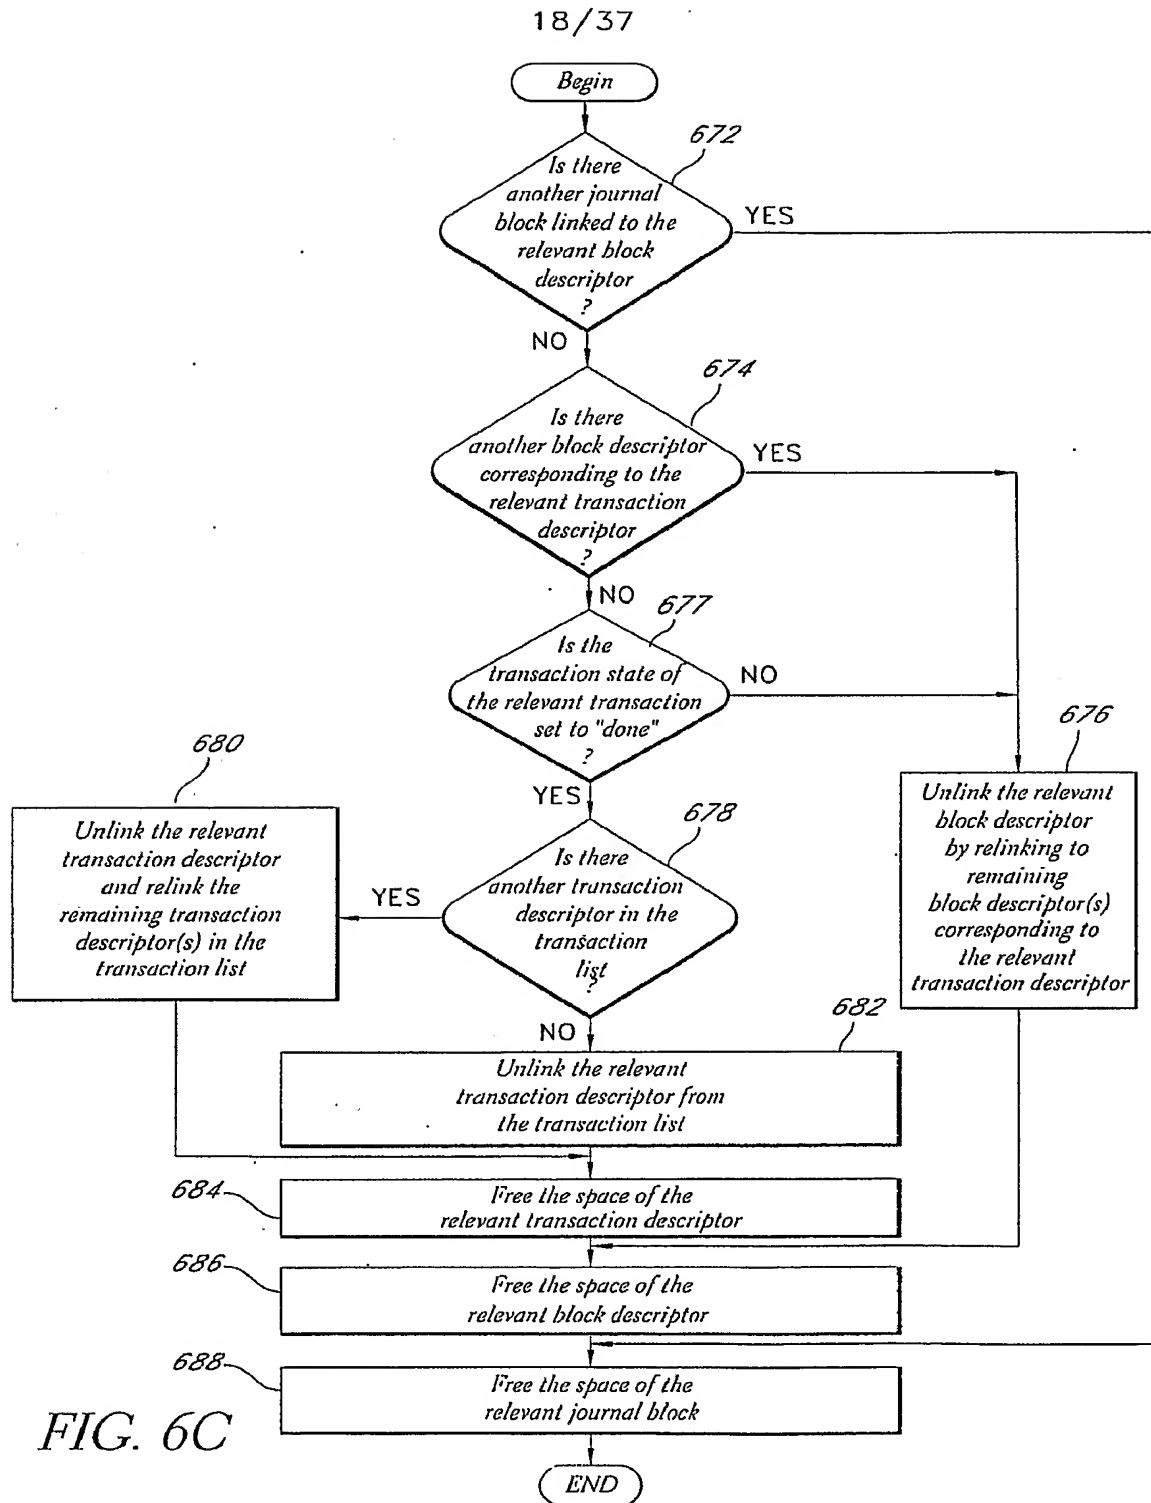 18/37
Begin
672
Is there
another journal
block linked to the
relevant block
descriptor
?
YES
NO
674
Is there
another block descriptor
corresponding to the
relevant transaction
descriptor
?
YES
NO
677
Is the
transaction state of
the relevant transaction
set to "done"
?
NO
YES
676
Unlink the relevant
block descriptor
by relinking to
remaining
block descriptor(s)
corresponding to
the relevant
transaction descriptor
680
Unlink the relevant
transaction descriptor
and relink the
remaining transaction
descriptor(s) in the
transaction list
678
Is there
another transaction
descriptor in the
transaction
list
?
YES
NO
682
Unlink the relevant
transaction descriptor from
the transaction list
684
Free the space of the
relevant transaction descriptor
686
Free the space of the
relevant block descriptor
688
Free the space of the
relevant journal block
FIG. 6C
END